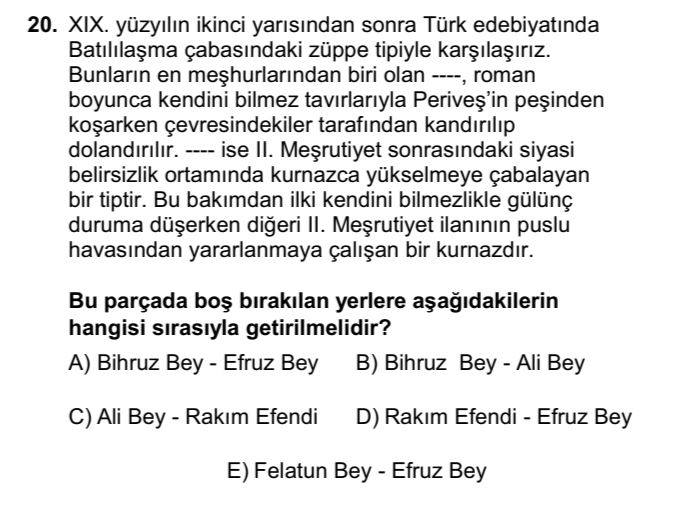 20. XIX. yüzyılın ikinci yarısından sonra Türk edebiyatında
Batılılaşma çabasındaki züppe tipiyle karşılaşırız.
Bunların en meşhurlarından biri olan ----, roman
boyunca kendini bilmez tavırlarıyla Periveş’in peşinden
koşarken çevresindekiler tarafından kandırılıp
dolandırılır. ---- ise II. Meşrutiyet sonrasındaki siyasi
belirsizlik ortamında kurnazca yükselmeye çabalayan
bir tiptir. Bu bakımdan ilki kendini bilmezlikle gülünç
duruma düşerken diğeri II. Meşrutiyet ilanının puslu
havasından yararlanmaya çalışan bir kurnazdır.
Bu parçada boş bırakılan yerlere aşağıdakilerin
hangisi sırasıyla getirilmelidir?
A) Bihruz Bey - Efruz Bey B) Bihruz Bey - Ali Bey
C) Ali Bey - Rakım Efendi D) Rakım Efendi - Efruz Bey
E) Felatun Bey - Efruz Bey